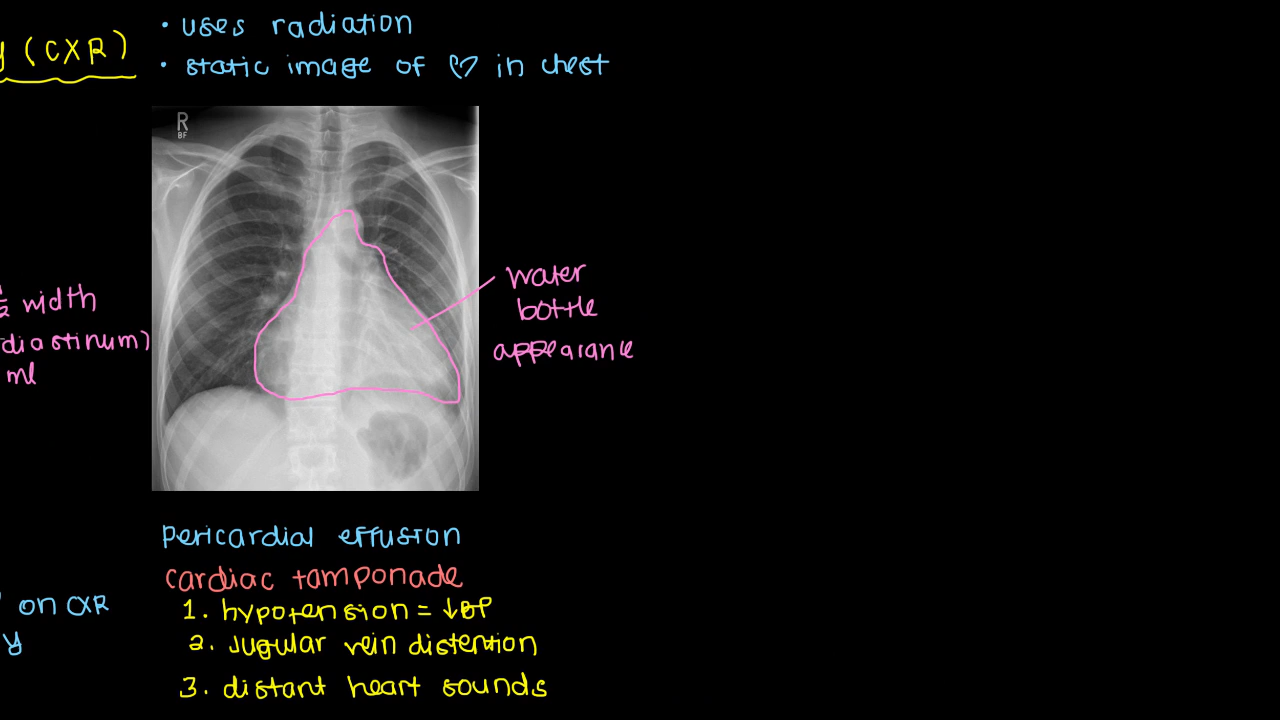 y (CXR)
• uses radiation
• static image of ♡ in chest
R
BF
width
diastinum)
ml
water
bottle
appearance
pericardial effusion
cardiac tamponade
on CXR
y
1. hypotension = ↓BP
2. Jugular vein distention
3. distant heart sounds